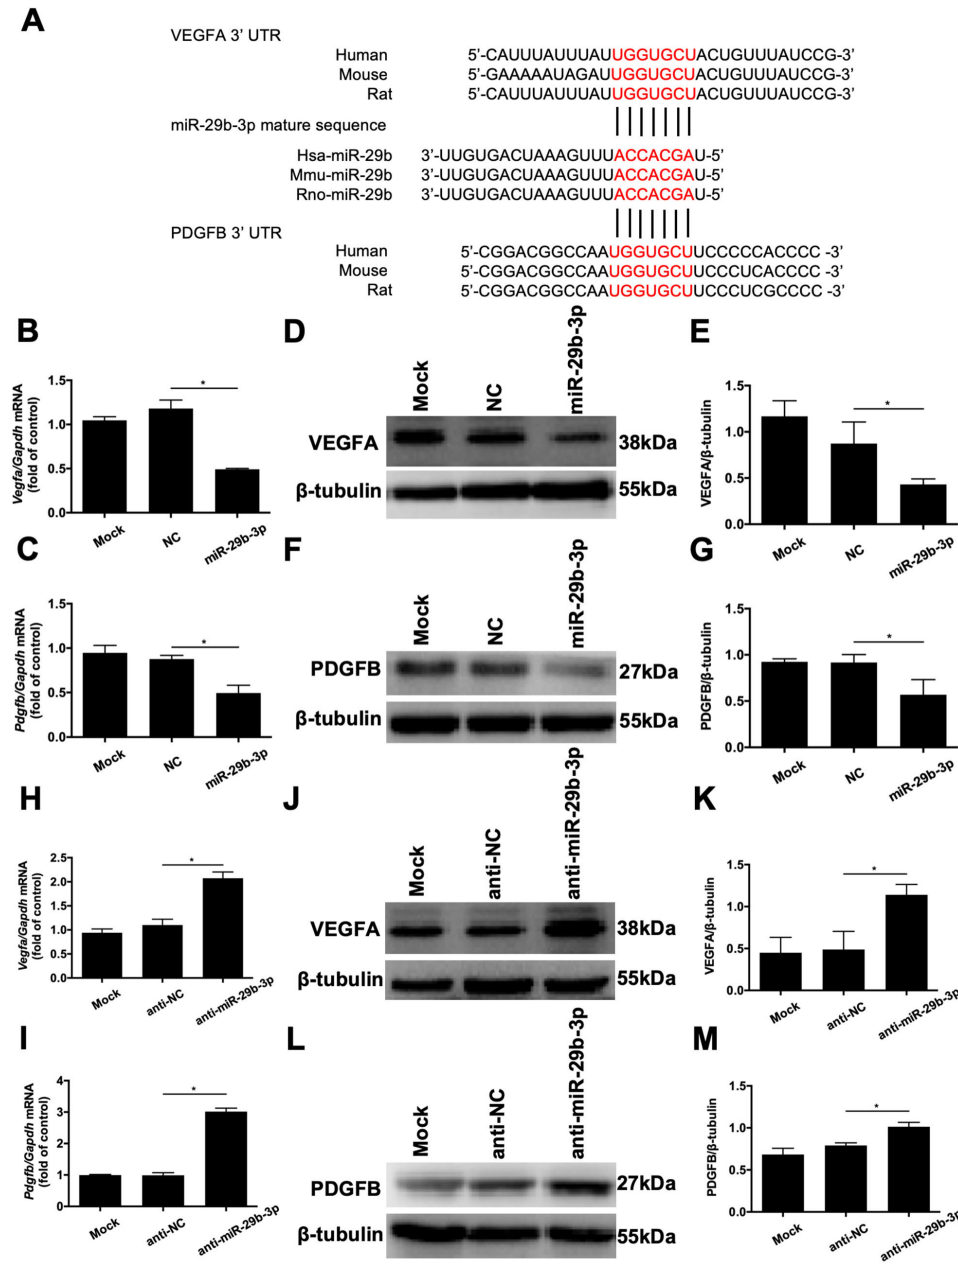 A
VEGFA 3’ UTR
Human 5’-CAUUUAUUUAUUGGUGCUACUGUUUAUCCG-3’
Mouse 5’-GAAAAAUAGAUUGGUGCUACUGUUUAUCCG-3’
Rat 5’-CAUUUAUUUAUUGGUGCUACUGUUUAUCCG-3’
miR-29b-3p mature sequence
Hsa-miR-29b 3’-UUGUGACUAAAGUUUACCACGAU-5’
Mmu-miR-29b 3’-UUGUGACUAAAGUUUACCACGAU-5’
Rno-miR-29b 3’-UUGUGACUAAAGUUUACCACGAU-5’
PDGFB 3’ UTR
Human 5’-CGGACGGCCAAUGGUGCUUCCCCCACCCC -3’
Mouse 5’-CGGACGGCCAAUGGUGCUUCCCUCACCCC -3’
Rat 5’-CGGACGGCCAAUGGUGCUUCCCUCGCCCC -3’
B
Vegfa/Gapdh mRNA
(fold of control)
1.5
1.0
0.5
0.0
*
Mock NC miR-29b-3p
D
Mock NC miR-29b-3p
VEGFA 38kDa
β-tubulin 55kDa
E
VEGFA/β-tubulin
1.5
1.0
0.5
0.0
*
Mock NC miR-29b-3p
C
Pdgfb/Gapdh mRNA
(fold of control)
1.5
1.0
0.5
0.0
*
Mock NC miR-29b-3p
F
Mock NC miR-29b-3p
PDGFB 27kDa
β-tubulin 55kDa
G
PDGFB/β-tubulin
1.5
1.0
0.5
0.0
*
Mock NC miR-29b-3p
H
Vegfa/Gapdh mRNA
(fold of control)
2.5
2.0
1.5
1.0
0.5
0.0
*
Mock anti-NC anti-miR-29b-3p
J
Mock anti-NC anti-miR-29b-3p
VEGFA 38kDa
β-tubulin 55kDa
K
VEGFA/β-tubulin
1.5
1.0
0.5
0.0
*
Mock anti-NC anti-miR-29b-3p
I
Pdgfb/Gapdh mRNA
(fold of control)
4
3
2
1
0
*
Mock anti-NC anti-miR-29b-3p
L
Mock anti-NC anti-miR-29b-3p
PDGFB 27kDa
β-tubulin 55kDa
M
PDGFB/β-tubulin
1.5
1.0
0.5
0.0
*
Mock anti-NC anti-miR-29b-3p